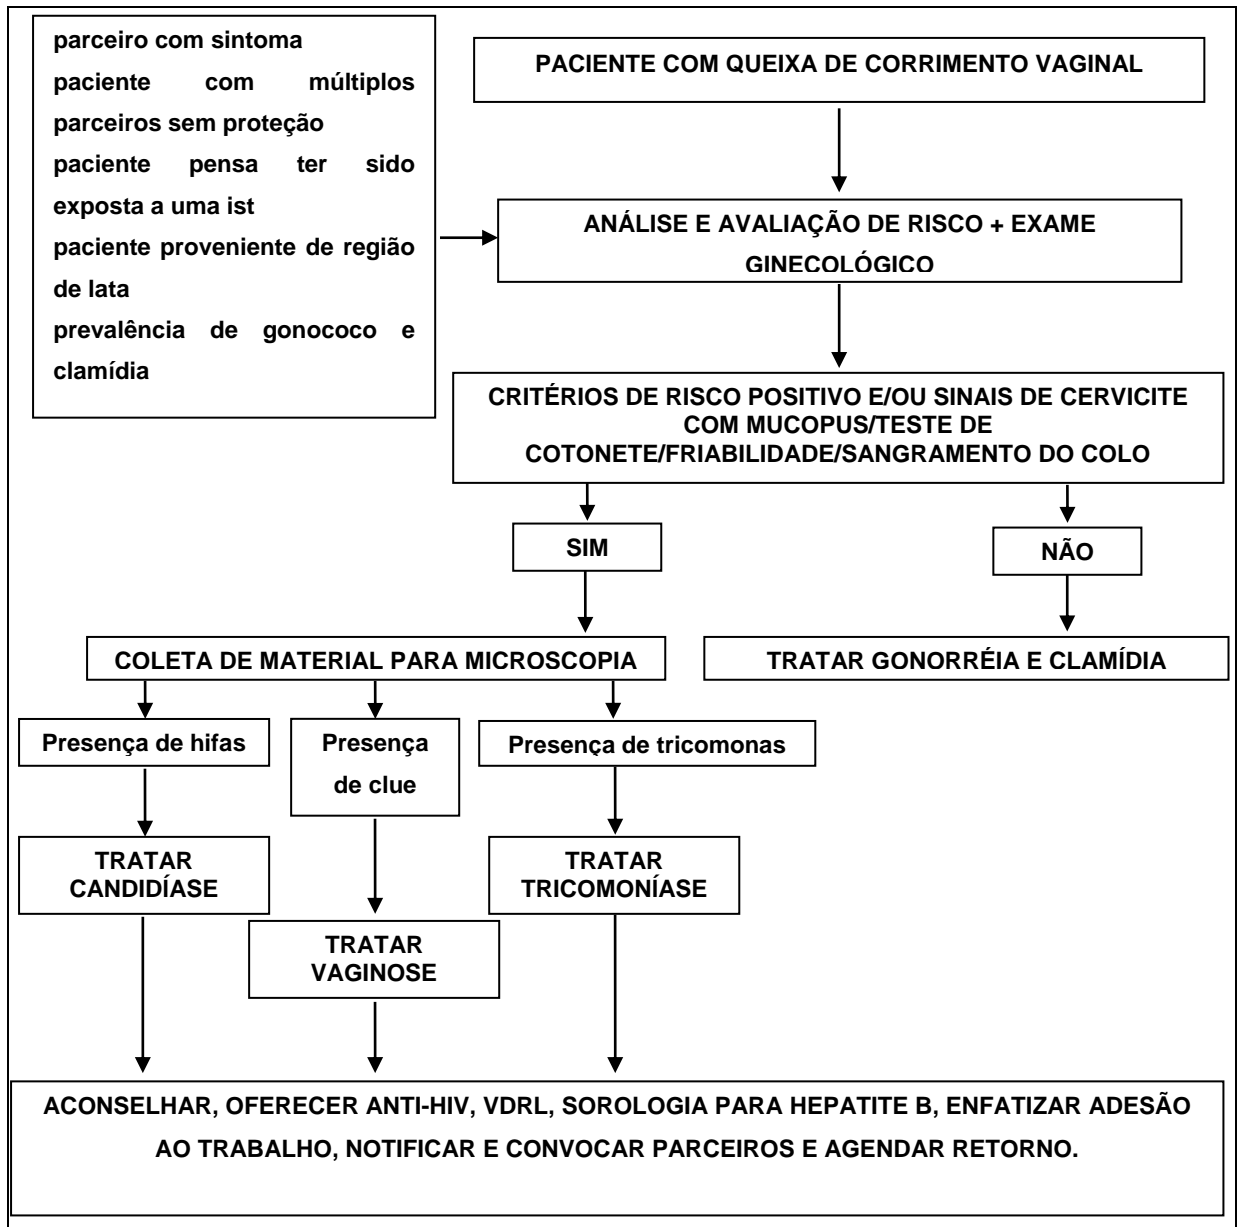 parceiro com sintoma
paciente com múltiplos
parceiros sem proteção
paciente pensa ter sido
exposta a uma ist
paciente proveniente de região
de lata
prevalência de gonococo e
clamídia
PACIENTE COM QUEIXA DE CORRIMENTO VAGINAL
ANÁLISE E AVALIAÇÃO DE RISCO + EXAME
GINECOLÓGICO
CRITÉRIOS DE RISCO POSITIVO E/OU SINAIS DE CERVICITE
COM MUCOPUS/TESTE DE
COTONETE/FRIABILIDADE/SANGRAMENTO DO COLO
SIM
NÃO
COLETA DE MATERIAL PARA MICROSCOPIA
TRATAR GONORRÉIA E CLAMÍDIA
Presença de hifas
Presença
de clue
Presença de tricomonas
TRATAR
CANDIDÍASE
TRATAR
VAGINOSE
TRATAR
TRICOMONÍASE
ACONSELHAR, OFERECER ANTI-HIV, VDRL, SOROLOGIA PARA HEPATITE B, ENFATIZAR ADESÃO
AO TRABALHO, NOTIFICAR E CONVOCAR PARCEIROS E AGENDAR RETORNO.